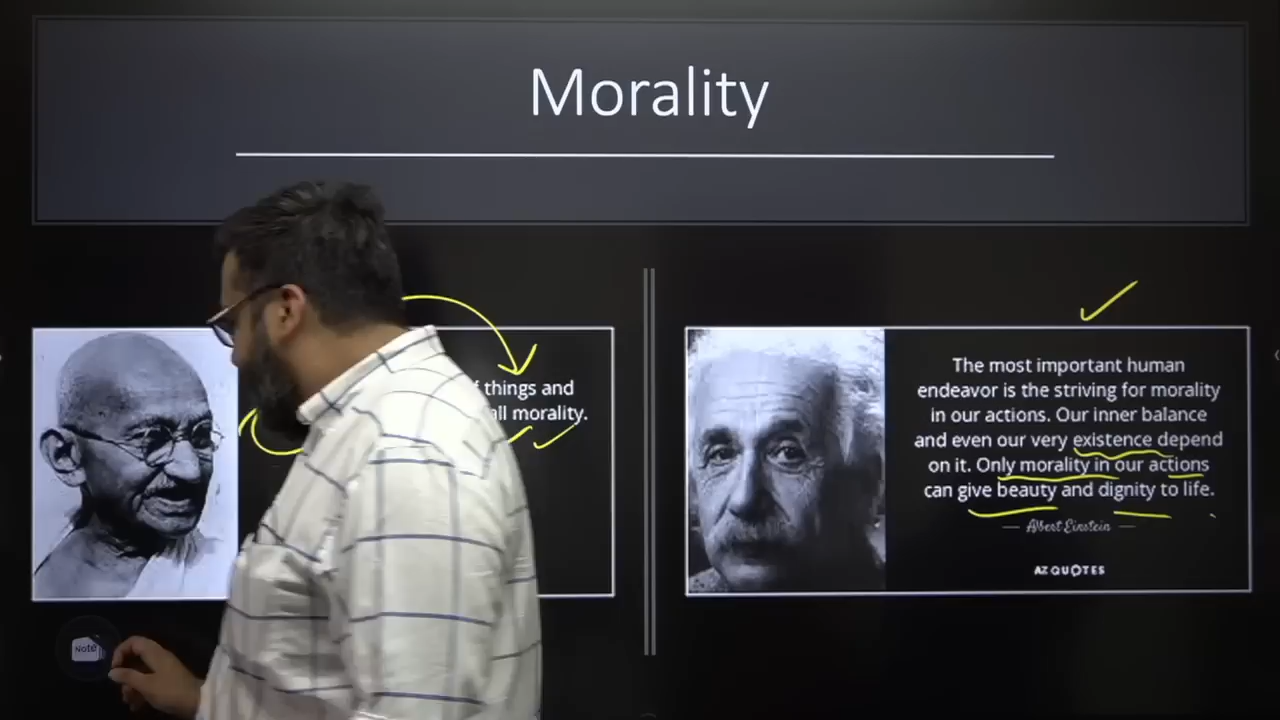 Morality
things and
all morality.
The most important human
endeavor is the striving for morality
in our actions. Our inner balance
and even our very existence depend
on it. Only morality in our actions
can give beauty and dignity to life.
— Albert Einstein —
AZ QUOTES
Note